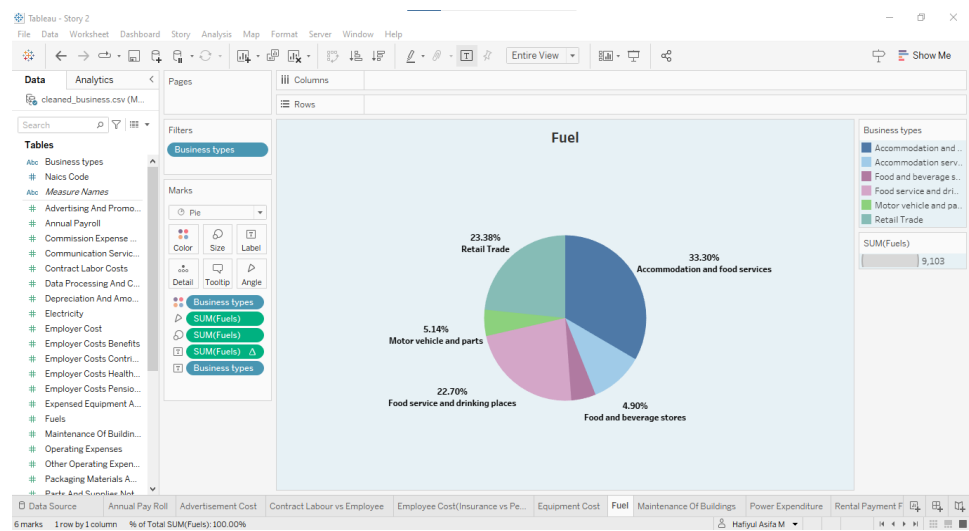 Tableau - Story 2
File Data Worksheet Dashboard Story Analysis Map Format Server Window Help
Entire View
Show Me
Data Analytics
cleaned_business.csv (M...
Search
Tables
Abc Business types
# Naics Code
Abc Measure Names
# Advertising And Promo...
# Annual Payroll
# Commission Expense ...
# Communication Servic...
# Contract Labor Costs
# Data Processing And C...
# Depreciation And Amo...
# Electricity
# Employer Cost
# Employer Costs Benefits
# Employer Costs Contri...
# Employer Costs Health...
# Employer Costs Pensio...
# Expensed Equipment A...
# Fuels
# Maintenance Of Buildin...
# Operating Expenses
# Other Operating Expen...
# Packaging Materials A...
# Parts And Supplies Not
Pages
Filters
Business types
Marks
Pie
Color Size Label
Detail Tooltip Angle
Business types
SUM(Fuels)
SUM(Fuels)
SUM(Fuels) Δ
Business types
Columns
Rows
Fuel
23.38%
Retail Trade
33.30%
Accommodation and food services
5.14%
Motor vehicle and parts
22.70%
Food service and drinking places
4.90%
Food and beverage stores
Business types
Accommodation and ..
Accommodation serv..
Food and beverage s..
Food service and dri..
Motor vehicle and pa..
Retail Trade
SUM(Fuels)
9,103
Data Source Annual Pay Roll Advertisement Cost Contract Labour vs Employee Employee Cost(Insurance vs Pe... Equipment Cost Fuel Maintenance Of Buildings Power Expenditure Rental Payment F
6 marks 1 row by 1 column % of Total SUM(Fuels): 100.00% Hafiyul Asifa M